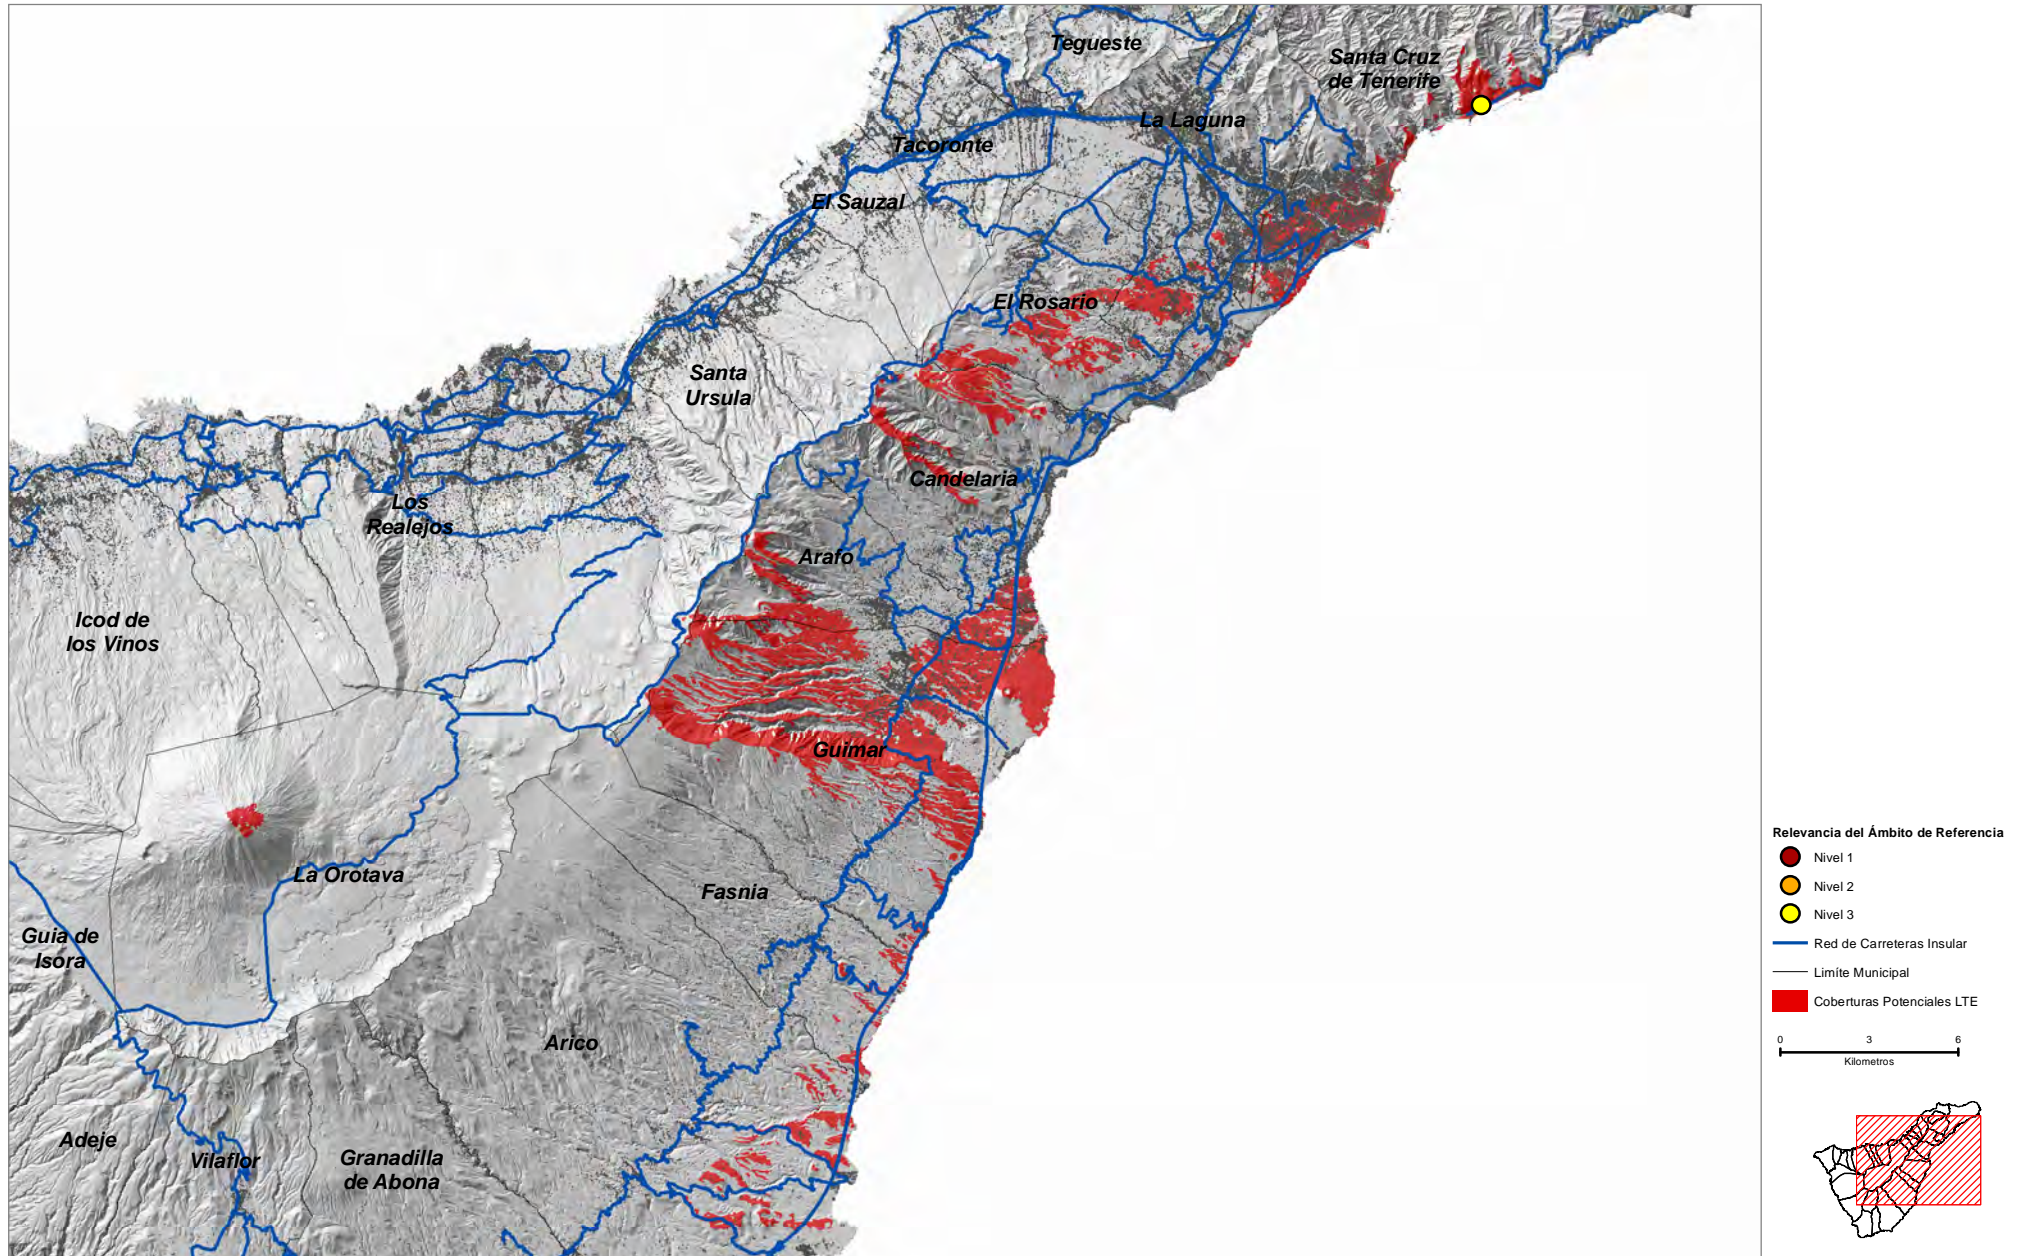 Tegueste
Santa Cruz
de Tenerife
La Laguna
Tacoronte
El Sauzal
El Rosario
Santa
Ursula
Candelaria
Los
Realejos
Arafo
Icod de
los Vinos
Guimar
La Orotava
Fasnia
Guia de
Isora
Arico
Adeje
Vilaflor
Granadilla
de Abona
Relevancia del Ámbito de Referencia
Nivel 1
Nivel 2
Nivel 3
Red de Carreteras Insular
Limíte Municipal
Coberturas Potenciales LTE
0 3 6
Kilometros